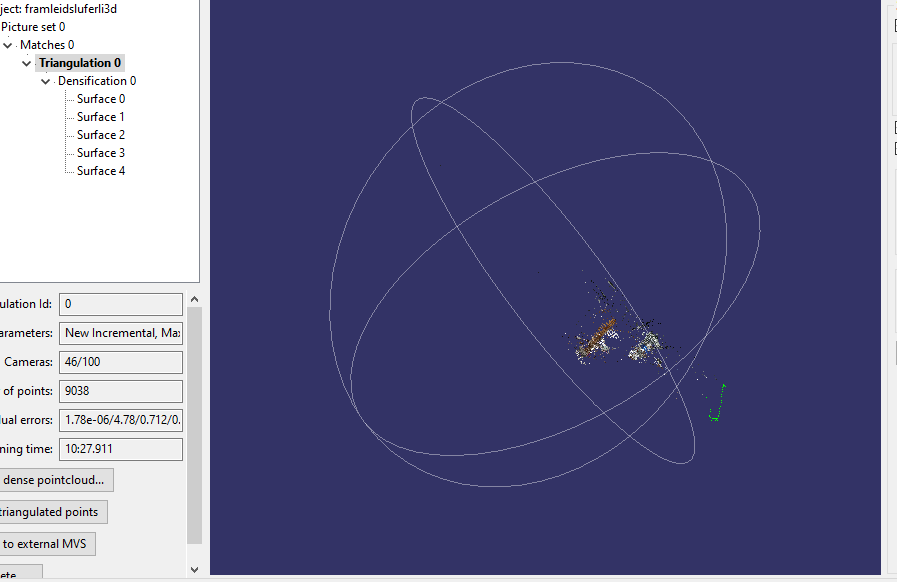 ject: framleidsluferli3d
Picture set 0
Matches 0
Triangulation 0
Densification 0
Surface 0
Surface 1
Surface 2
Surface 3
Surface 4
ulation Id: 0
arameters: New Incremental, Max
Cameras: 46/100
of points: 9038
dual errors: 1.78e-06/4.78/0.712/0.
ning time: 10:27.911
dense pointcloud...
triangulated points
to external MVS
ete